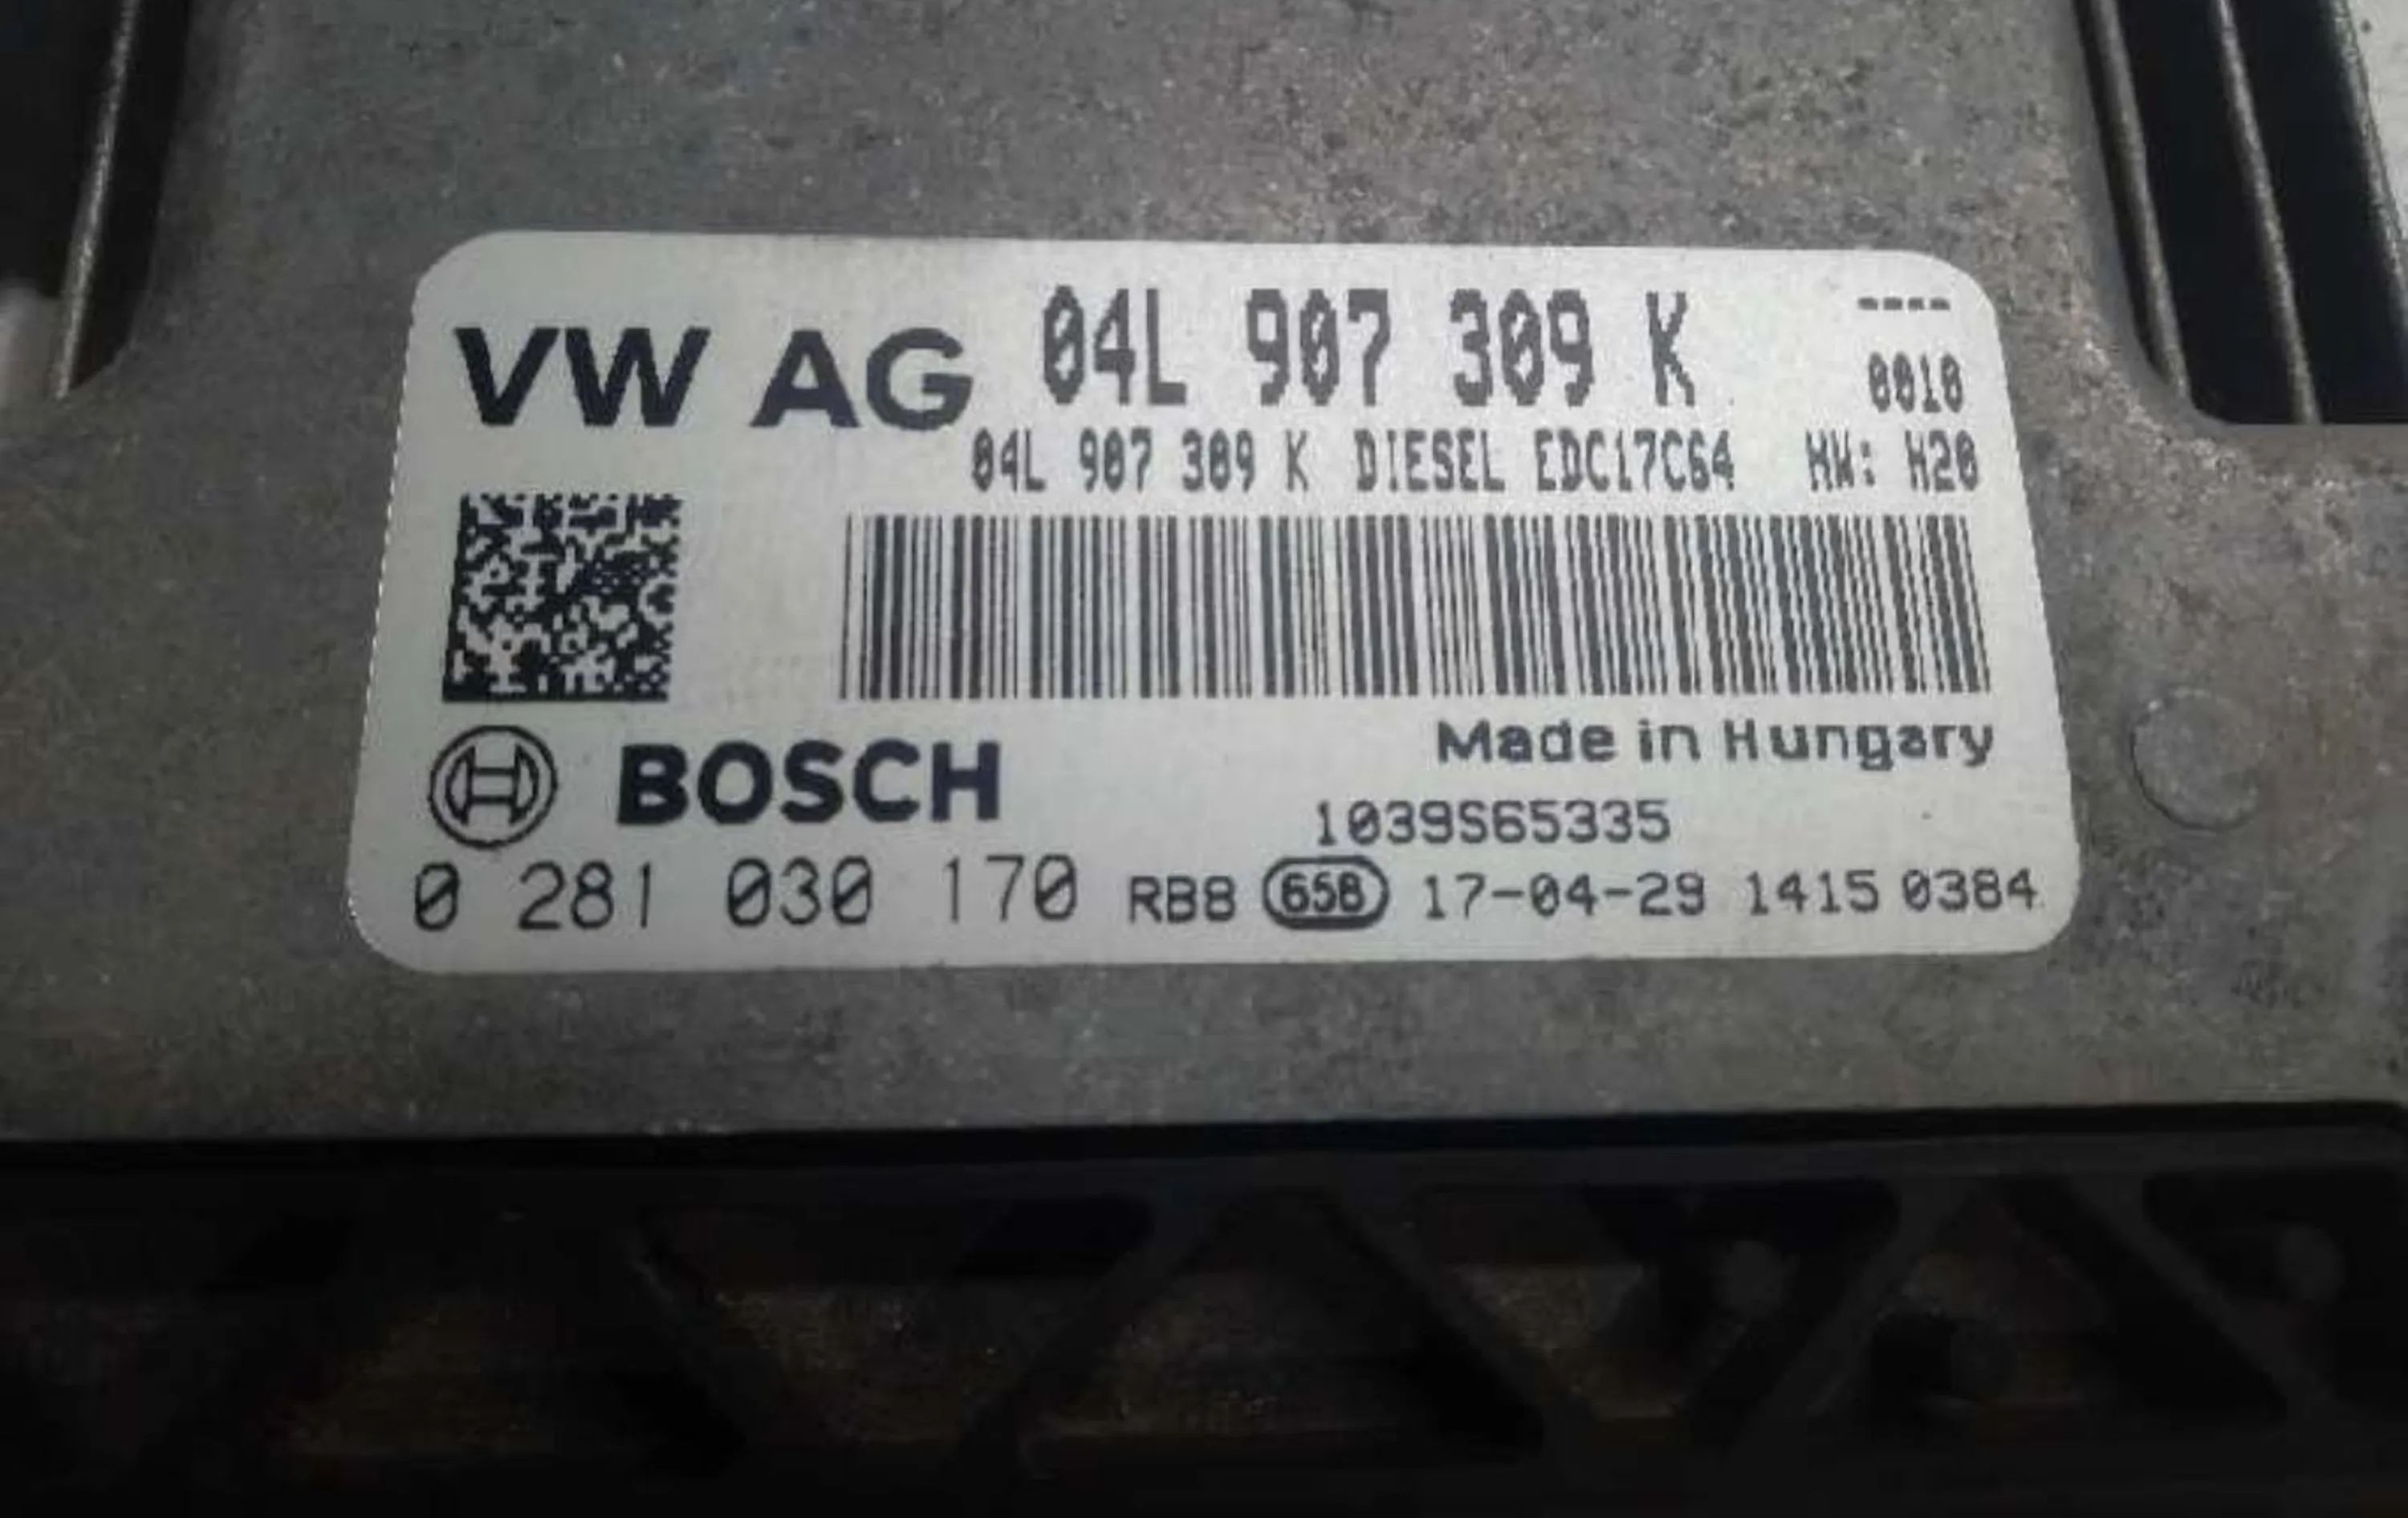 VW AG 04L 907 309 K ----
0010
04L 907 309 K DIESEL EDC17C64 HW: H20
Made in Hungary
BOSCH
1039S65335
0 281 030 170 RB8 658 17-04-29 1415 0384